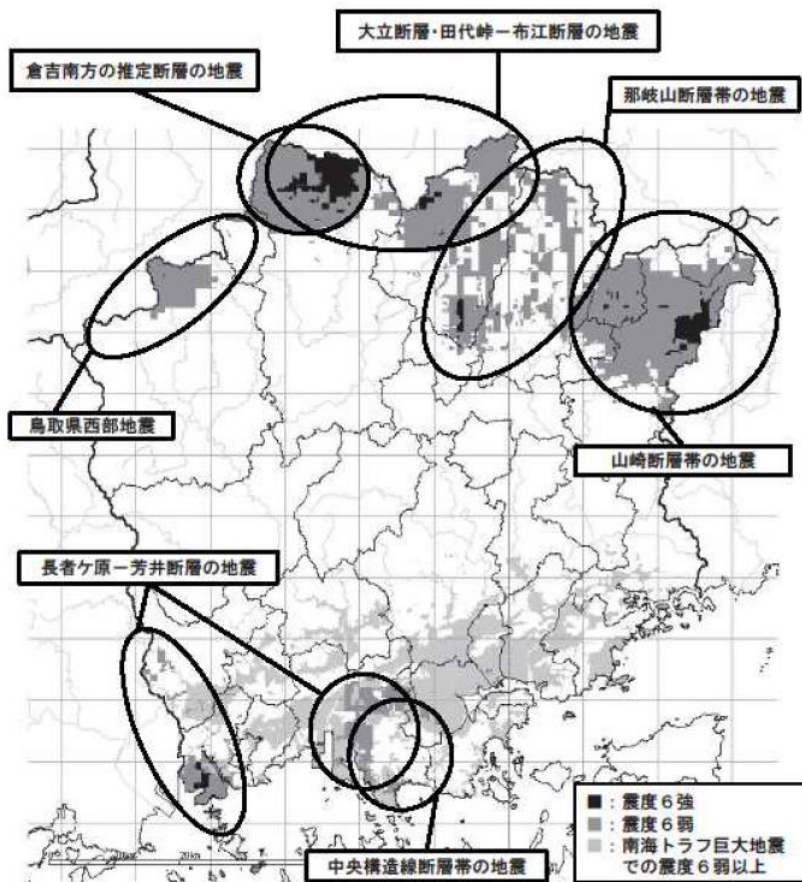 大立断層・田代峠－布江断層の地震
倉吉南方の推定断層の地震
那岐山断層帯の地震
鳥取県西部地震
山崎断層帯の地震
長者ケ原－芳井断層の地震
■：震度６強
■：震度６弱
■：南海トラフ巨大地震
での震度６弱以上
20km
中央構造線断層帯の地震